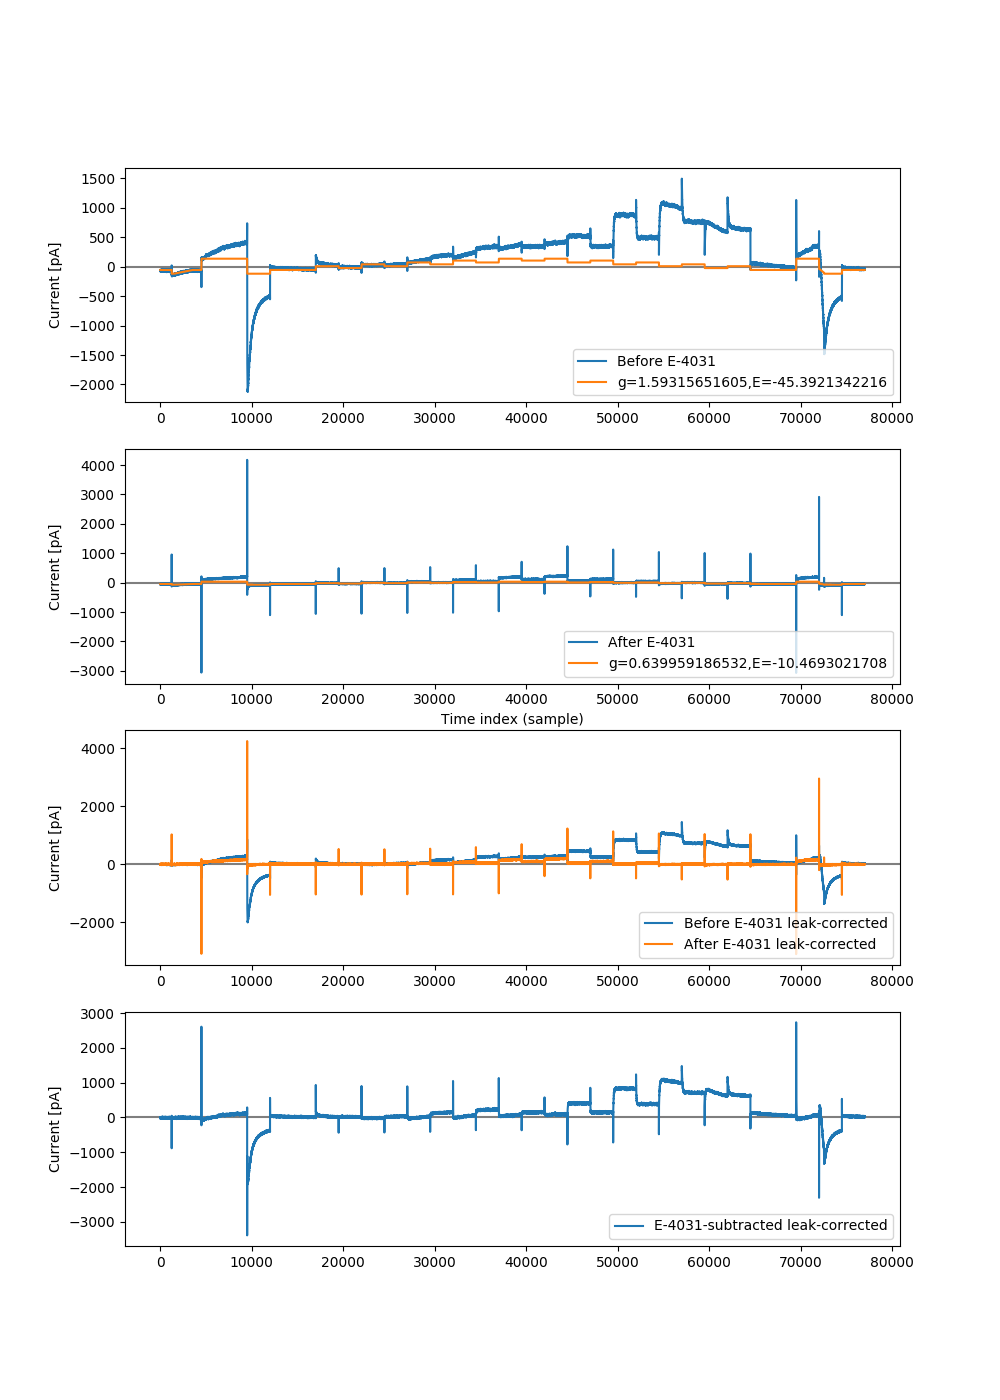 1500
1000
500
0
−500
−1000
−1500
−2000
Current [pA]
Before E-4031
g=1.59315651605,E=-45.3921342216
0 10000 20000 30000 40000 50000 60000 70000 80000
4000
3000
2000
1000
0
−1000
−2000
−3000
Current [pA]
After E-4031
g=0.639959186532,E=-10.4693021708
0 10000 20000 30000 40000 50000 60000 70000 80000
Time index (sample)
4000
2000
0
−2000
Current [pA]
Before E-4031 leak-corrected
After E-4031 leak-corrected
0 10000 20000 30000 40000 50000 60000 70000 80000
3000
2000
1000
0
−1000
−2000
−3000
Current [pA]
E-4031-subtracted leak-corrected
0 10000 20000 30000 40000 50000 60000 70000 80000